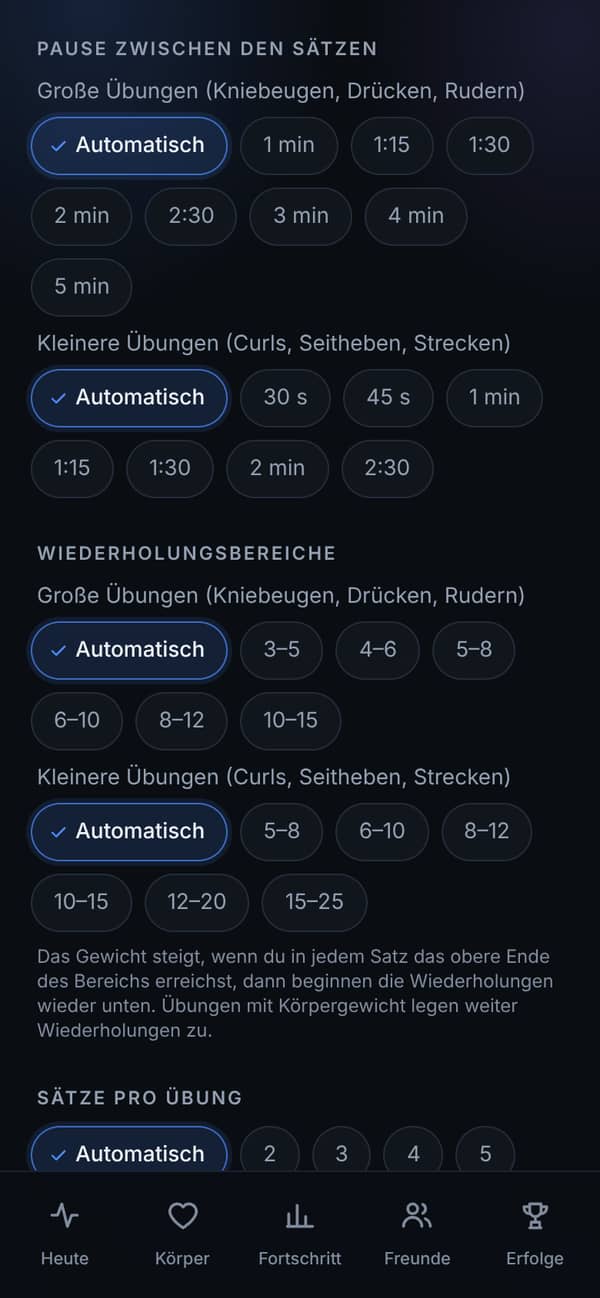 PAUSE ZWISCHEN DEN SÄTZEN
Große Übungen (Kniebeugen, Drücken, Rudern)
Automatisch 1 min 1:15 1:30
2 min 2:30 3 min 4 min
5 min
Kleinere Übungen (Curls, Seitheben, Strecken)
Automatisch 30 s 45 s 1 min
1:15 1:30 2 min 2:30
WIEDERHOLUNGSBEREICHE
Große Übungen (Kniebeugen, Drücken, Rudern)
Automatisch 3–5 4–6 5–8
6–10 8–12 10–15
Kleinere Übungen (Curls, Seitheben, Strecken)
Automatisch 5–8 6–10 8–12
10–15 12–20 15–25
Das Gewicht steigt, wenn du in jedem Satz das obere Ende
des Bereichs erreichst, dann beginnen die Wiederholungen
wieder unten. Übungen mit Körpergewicht legen weiter
Wiederholungen zu.
SÄTZE PRO ÜBUNG
Automatisch 2 3 4 5
Heute Körper Fortschritt Freunde Erfolge